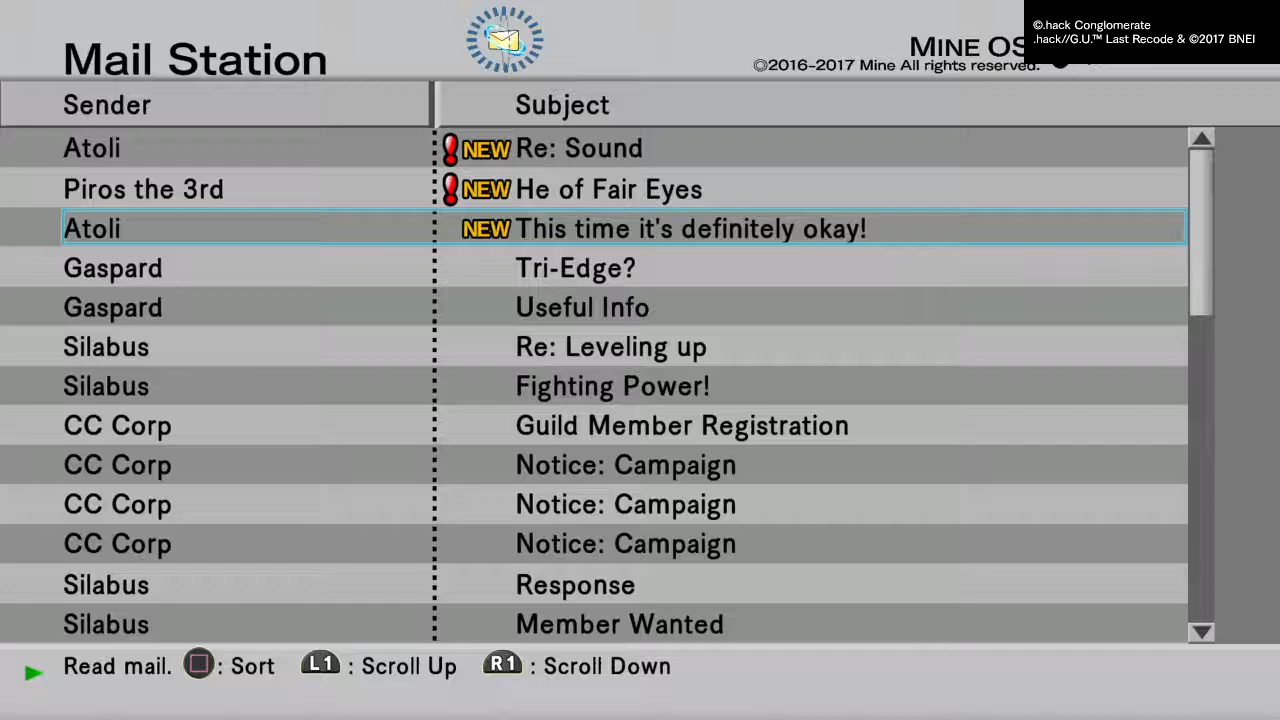 ©.hack Conglomerate
.hack//G.U.™ Last Recode & ©2017 BNEI
Mail Station
MINE OS
©2016-2017 Mine All rights reserved.
Sender Subject
Atoli NEW Re: Sound
Piros the 3rd NEW He of Fair Eyes
Atoli NEW This time it's definitely okay!
Gaspard Tri-Edge?
Gaspard Useful Info
Silabus Re: Leveling up
Silabus Fighting Power!
CC Corp Guild Member Registration
CC Corp Notice: Campaign
CC Corp Notice: Campaign
CC Corp Notice: Campaign
Silabus Response
Silabus Member Wanted
Read mail. : Sort L1 : Scroll Up R1 : Scroll Down